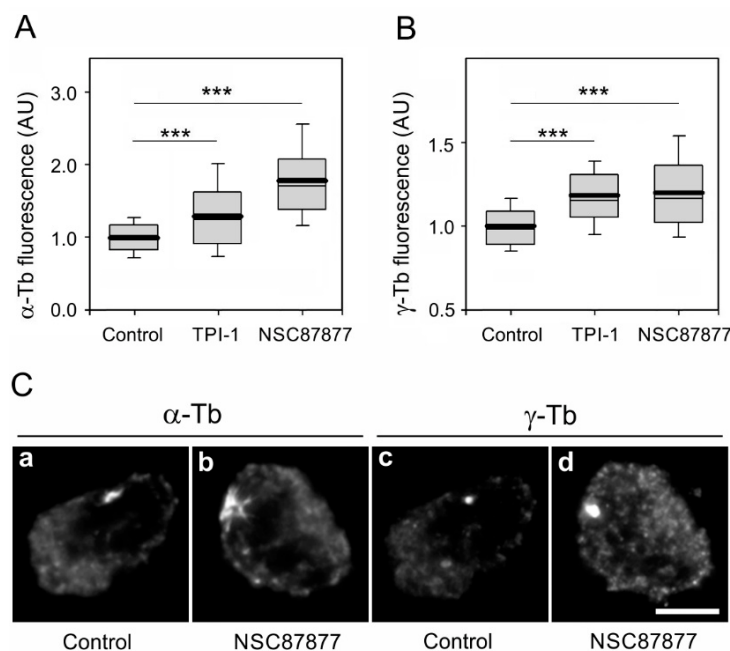 A
α-Tb fluorescence (AU)
3.0
2.0
1.0
0.0
***
***
Control TPI-1 NSC87877
B
γ-Tb fluorescence (AU)
1.5
1.0
0.5
***
***
Control TPI-1 NSC87877
C
α-Tb γ-Tb
a b c d
Control NSC87877 Control NSC87877